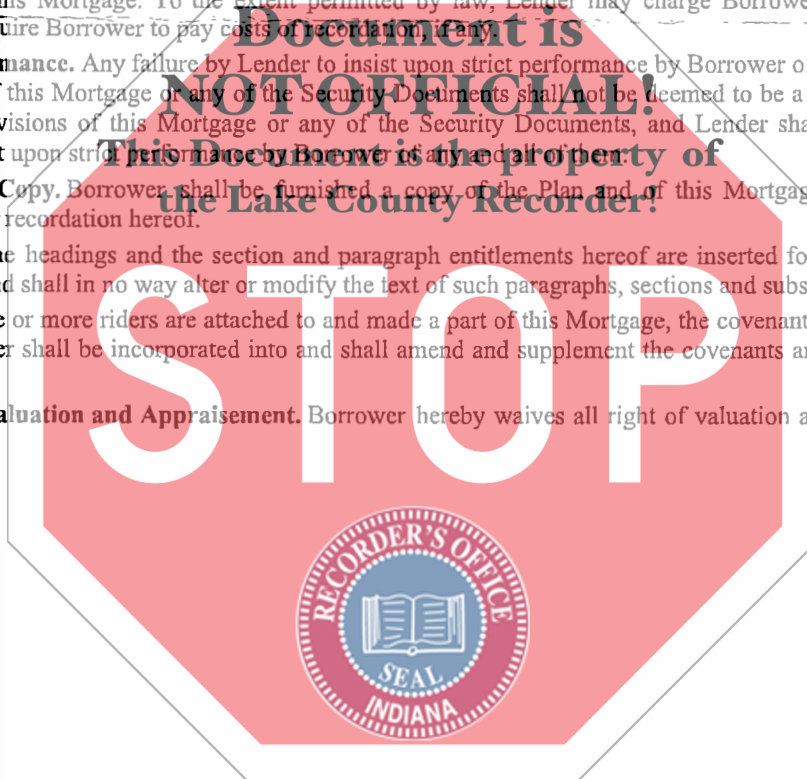 is Mortgage. To the extent permitted by law, Lender may charge Borrowe
uire Borrower to pay costs of recordation, if any.
Document is
mance. Any failure by Lender to insist upon strict performance by Borrower o
NOT OFFICIAL!
this Mortgage or any of the Security Documents shall not be deemed to be a
visions of this Mortgage or any of the Security Documents, and Lender sha
t upon strict performance by Borrower of any and all of them.
This Document is the property of
Copy. Borrower shall be furnished a copy of the Plan and of this Mortgag
the Lake County Recorder!
recordation hereof.
e headings and the section and paragraph entitlements hereof are inserted fo
d shall in no way alter or modify the text of such paragraphs, sections and subs
e or more riders are attached to and made a part of this Mortgage, the covenant
er shall be incorporated into and shall amend and supplement the covenants a
STOP
aluation and Appraisement. Borrower hereby waives all right of valuation a
RECORDER'S OFFICE
SEAL
INDIANA